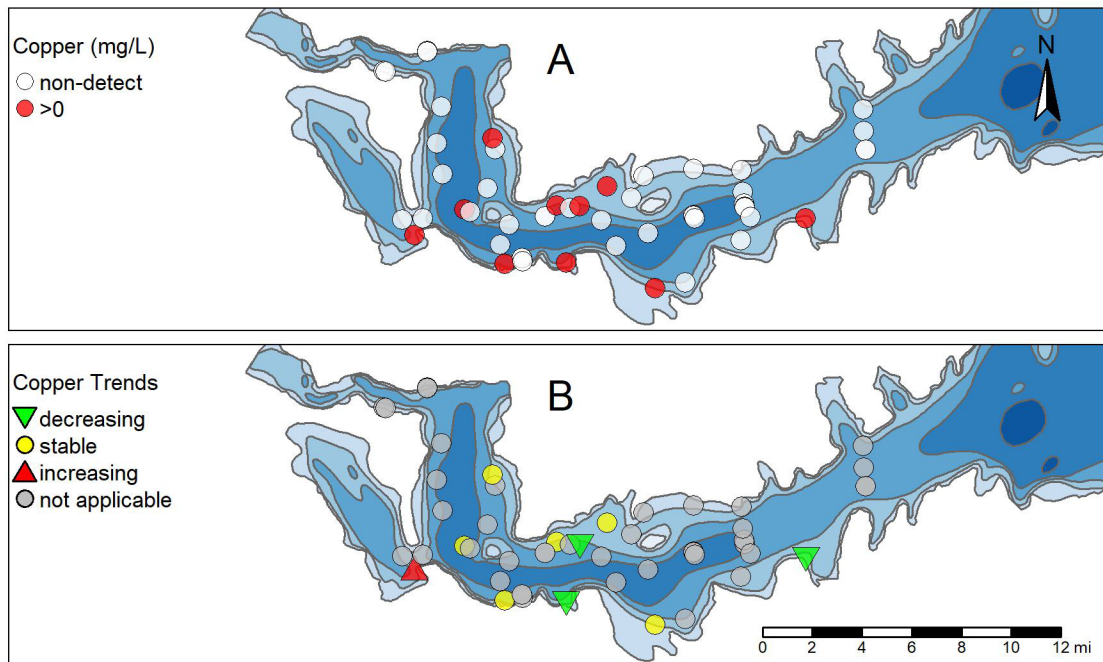 A
N
Copper (mg/L)
non-detect
>0
B
Copper Trends
decreasing
stable
increasing
not applicable
0 2 4 6 8 10 12 mi